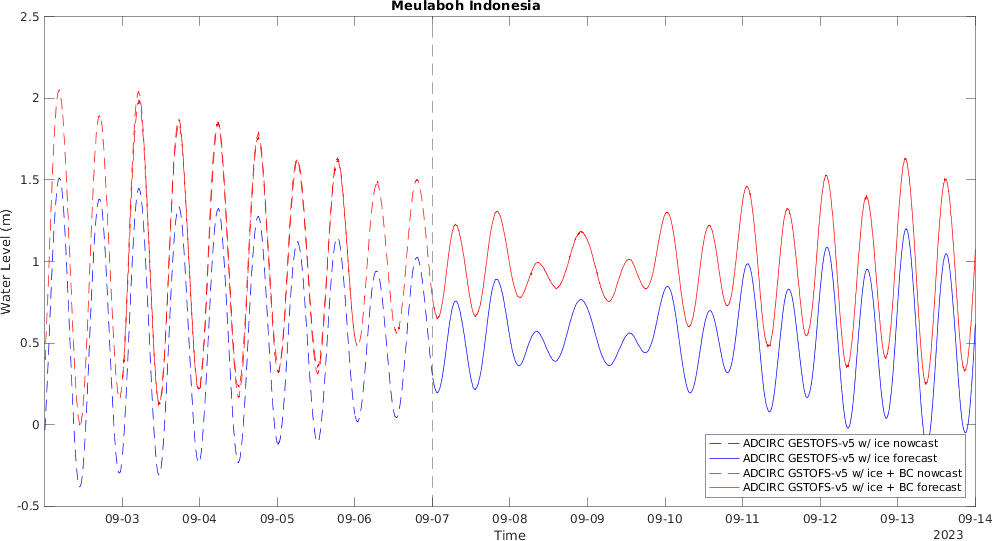 Meulaboh Indonesia
Water Level (m)
2.5
2
1.5
1
0.5
0
-0.5
09-03 09-04 09-05 09-06 09-07 09-08 09-09 09-10 09-11 09-12 09-13 09-14
Time
2023
ADCIRC GESTOFS-v5 w/ ice nowcast
ADCIRC GESTOFS-v5 w/ ice forecast
ADCIRC GSTOFS-v5 w/ ice + BC nowcast
ADCIRC GSTOFS-v5 w/ ice + BC forecast